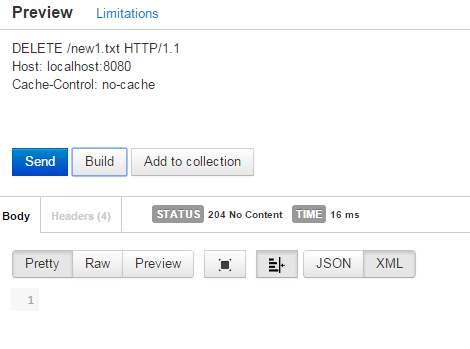 Preview Limitations
DELETE /new1.txt HTTP/1.1
Host: localhost:8080
Cache-Control: no-cache
Send Build Add to collection
Body Headers (4) STATUS 204 No Content TIME 16 ms
Pretty Raw Preview JSON XML
1